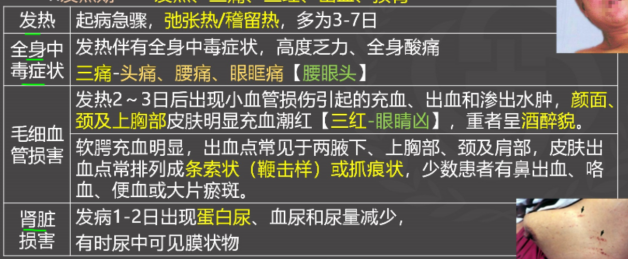 发热 起病急骤，弛张热/稽留热，多为3-7日
全身中毒症状 发热伴有全身中毒症状，高度乏力、全身酸痛
三痛-头痛、腰痛、眼眶痛【腰眼头】
毛细血管损害 发热2～3日后出现小血管损伤引起的充血、出血和渗出水肿，颜面、
颈及上胸部皮肤明显充血潮红【三红-眼睛凶】，重者呈酒醉貌。
软腭充血明显，出血点常见于两腋下、上胸部、颈及肩部，皮肤出
血点常排列成条索状（鞭击样）或抓痕状，少数患者有鼻出血、咯
血、便血或大片瘀斑。
肾脏损害 发病1-2日出现蛋白尿、血尿和尿量减少，
有时尿中可见膜状物